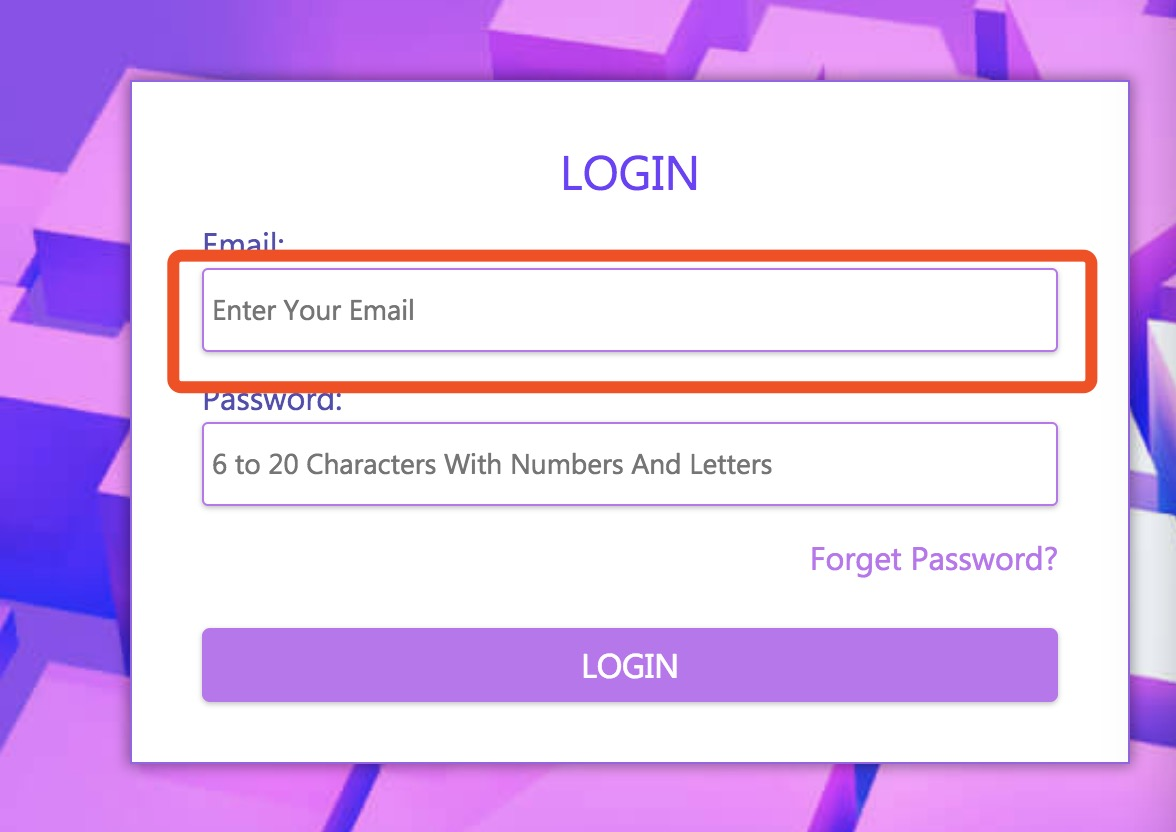 LOGIN
Email:
Enter Your Email
Password:
6 to 20 Characters With Numbers And Letters
Forget Password?
LOGIN